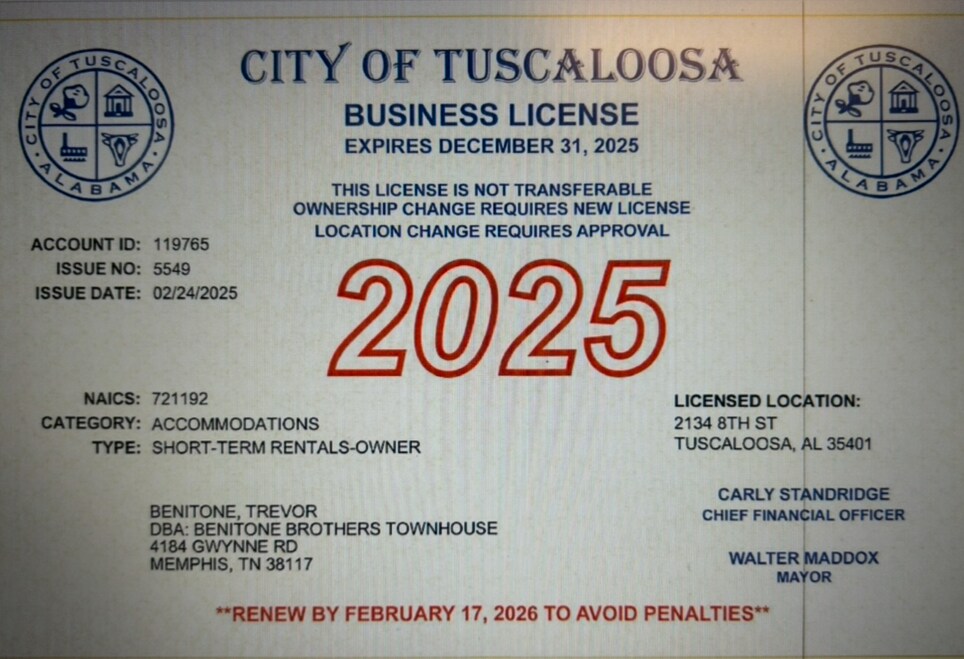 CITY OF TUSCALOOSA
BUSINESS LICENSE
EXPIRES DECEMBER 31, 2025
CITY OF TUSCALOOSA
· ALABAMA ·
CITY OF TUSCALOOSA
· ALABAMA ·
THIS LICENSE IS NOT TRANSFERABLE
OWNERSHIP CHANGE REQUIRES NEW LICENSE
LOCATION CHANGE REQUIRES APPROVAL
ACCOUNT ID: 119765
ISSUE NO: 5549
ISSUE DATE: 02/24/2025
2025
NAICS: 721192
CATEGORY: ACCOMMODATIONS
TYPE: SHORT-TERM RENTALS-OWNER
LICENSED LOCATION:
2134 8TH ST
TUSCALOOSA, AL 35401
CARLY STANDRIDGE
CHIEF FINANCIAL OFFICER
BENITONE, TREVOR
DBA: BENITONE BROTHERS TOWNHOUSE
4184 GWYNNE RD
MEMPHIS, TN 38117
WALTER MADDOX
MAYOR
**RENEW BY FEBRUARY 17, 2026 TO AVOID PENALTIES**